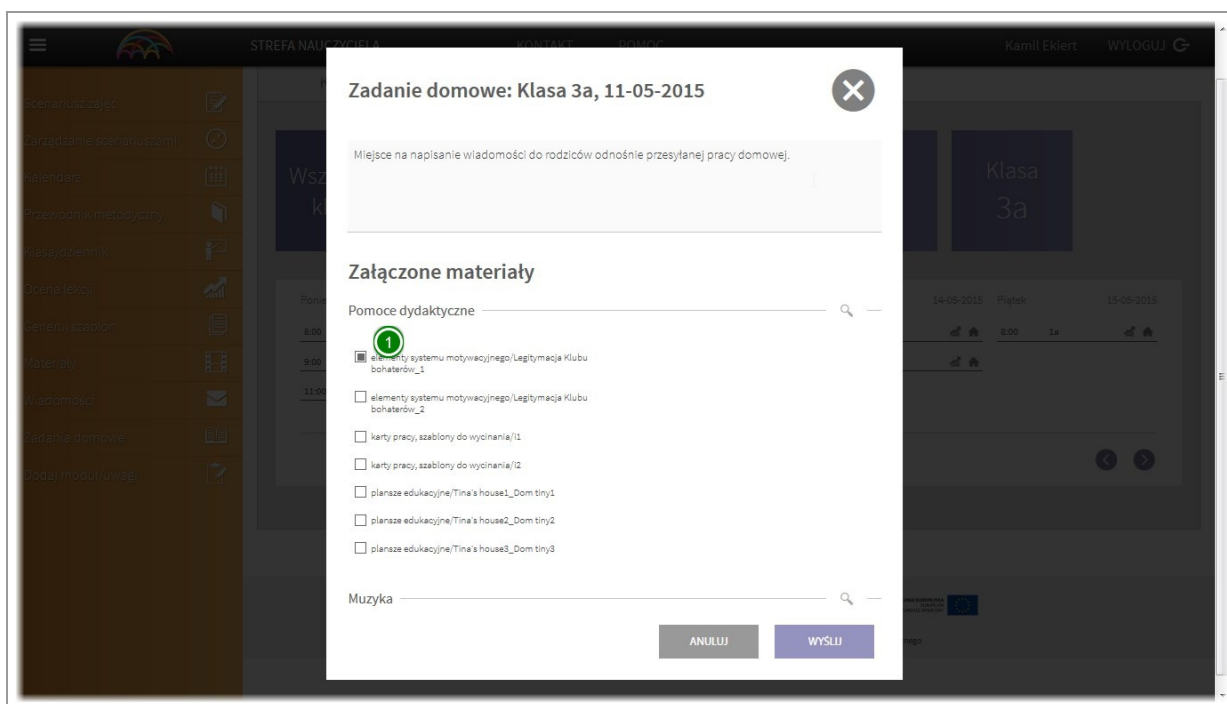 STREFA NAUCZYCIELA KONTAKT POMOC Kamil Ekiert WYLOGUJ
Scenariusz zajęć
Zarządzanie scenariuszami
Kalendarz
Przewodnik metodyczny
Klasa/dziennik
Ocena lekcji
Generuj szablon
Materiały
Wiadomości
Zadania domowe
Dodaj moduł/uwagi
Zadanie domowe: Klasa 3a, 11-05-2015
Miejsce na napisanie wiadomości do rodziców odnośnie przesyłanej pracy domowej.
Klasa
3a
Załączone materiały
Pomoce dydaktyczne
1
elementy systemu motywacyjnego/Legitymacja Klubu
bohaterów_1
elementy systemu motywacyjnego/Legitymacja Klubu
bohaterów_2
karty pracy, szablony do wycinania/i1
karty pracy, szablony do wycinania/i2
plansze edukacyjne/Tina's house1_Dom tiny1
plansze edukacyjne/Tina's house2_Dom tiny2
plansze edukacyjne/Tina's house3_Dom tiny3
Muzyka
ANULUJ WYŚLIJ
14-05-2015 Piątek 15-05-2015
8:00 8:00 1a
9:00
11:00